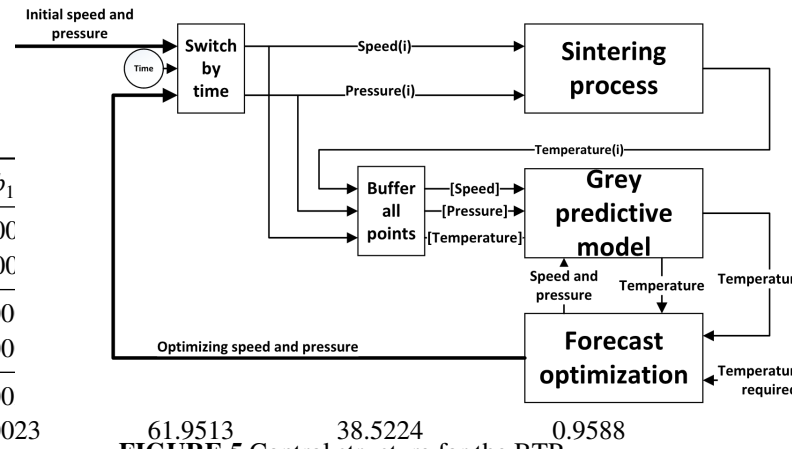 Initial speed and
pressure
Time
Switch
by
time
Speed(i)
Pressure(i)
Sintering
process
Temperature(i)
Buffer
all
points
[Speed]
[Pressure]
[Temperature]
Grey
predictive
model
Speed and
pressure
Temperature
Temperatur
Optimizing speed and pressure
Forecast
optimization
Temperatur
required
61.9513 38.5224 0.9588
FIGURE 5 Control structure for the BTP